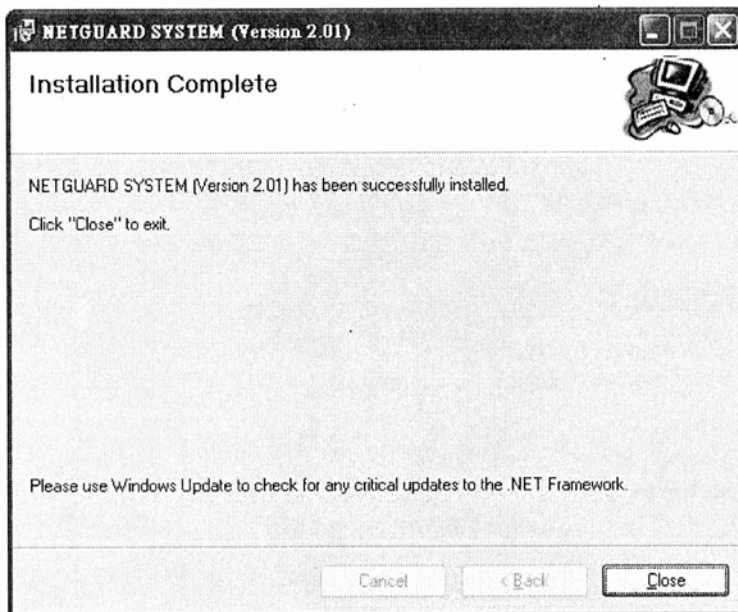 NETGUARD SYSTEM (Version 2.01)
Installation Complete
NETGUARD SYSTEM (Version 2.01) has been successfully installed.
Click "Close" to exit.
Please use Windows Update to check for any critical updates to the .NET Framework.
Cancel
< Back
Close